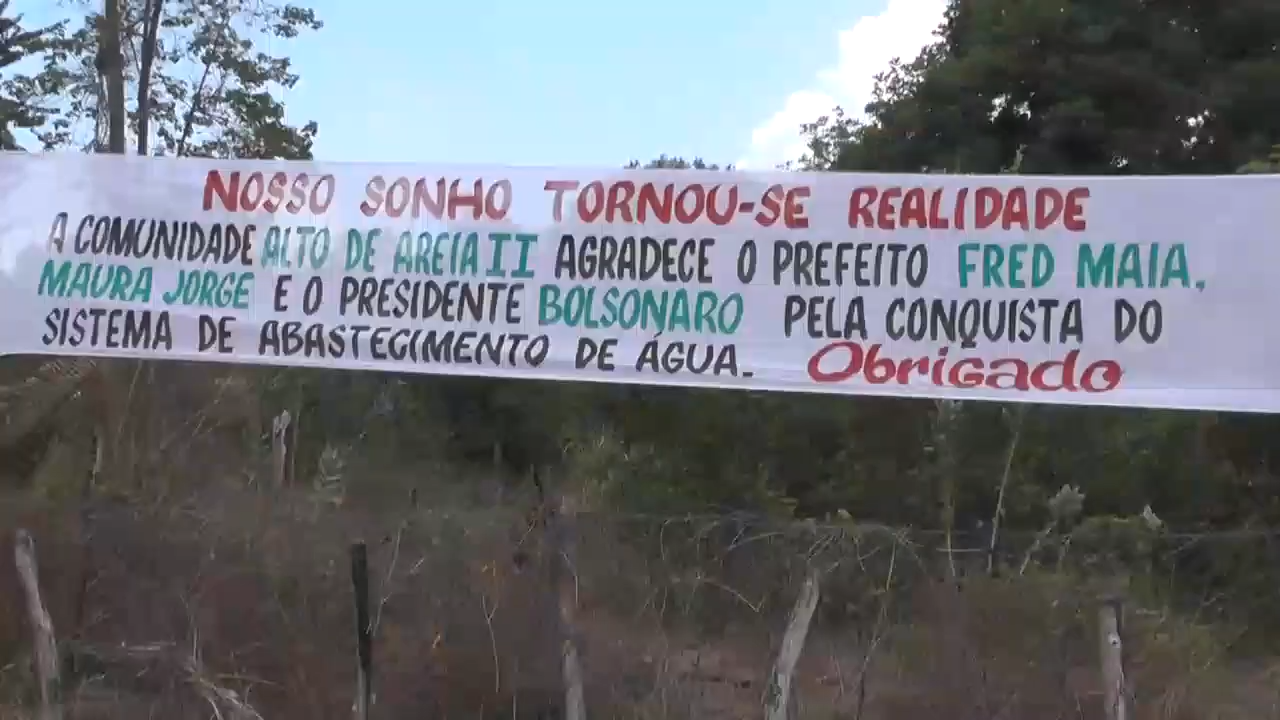 NOSSO SONHO TORNOU-SE REALIDADE
A COMUNIDADE ALTO DE AREIA II AGRADECE O PREFEITO FRED MAIA,
MAURA JORGE E O PRESIDENTE BOLSONARO PELA CONQUISTA DO
SISTEMA DE ABASTECIMENTO DE ÁGUA. Obrigado